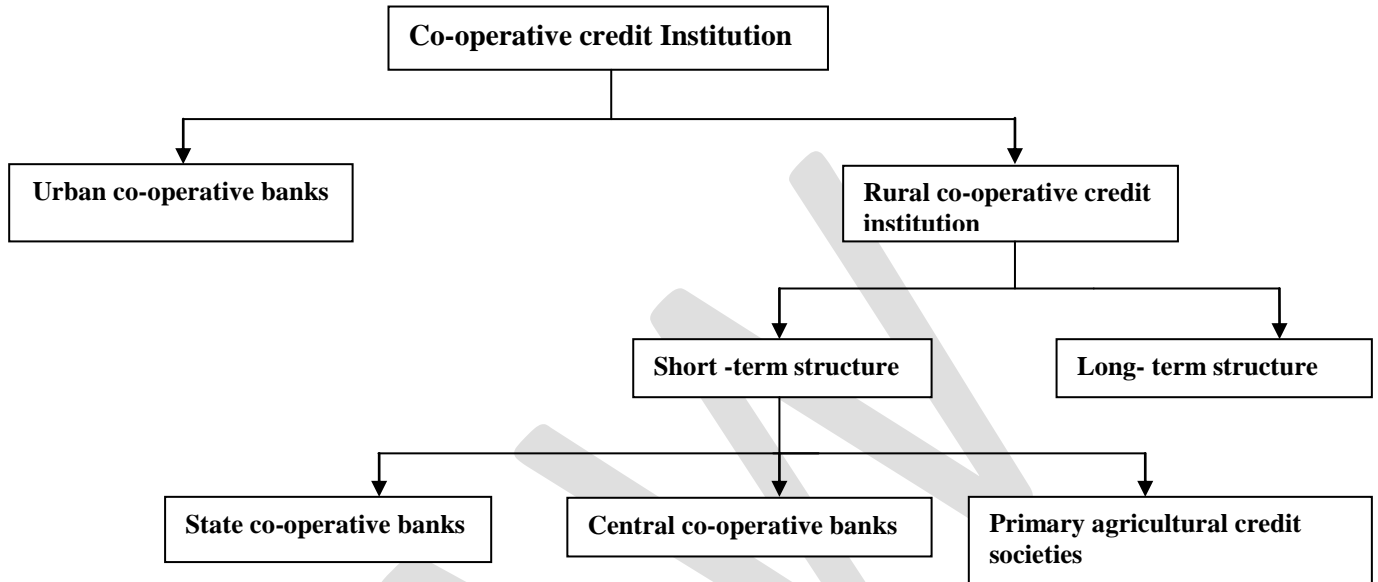 Co-operative credit Institution
Urban co-operative banks
Rural co-operative credit
institution
Short -term structure
Long- term structure
State co-operative banks
Central co-operative banks
Primary agricultural credit
societies